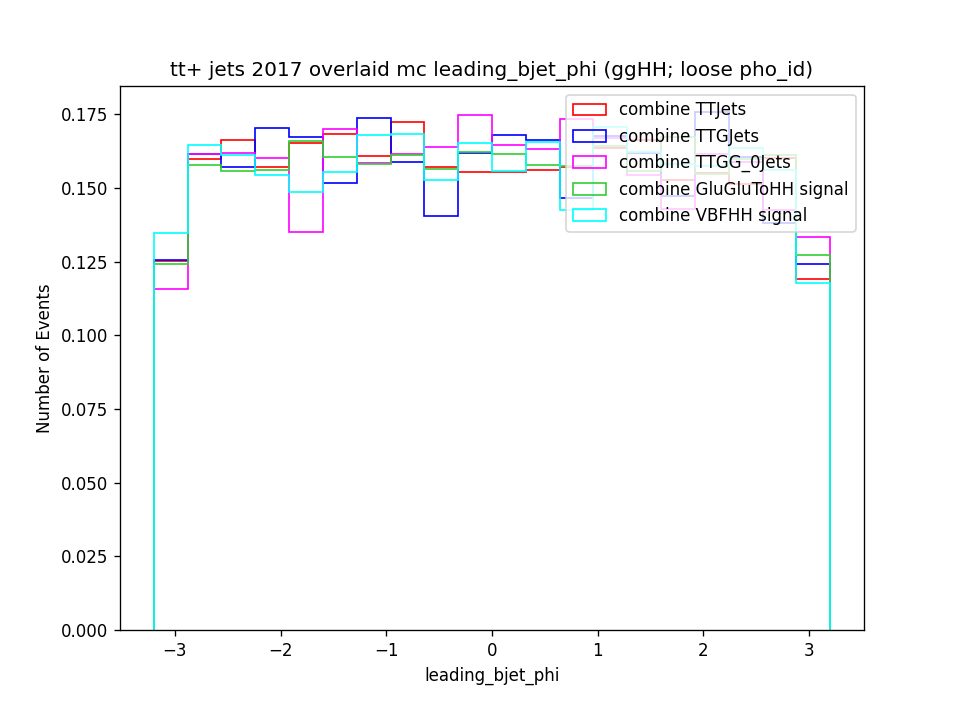 tt+ jets 2017 overlaid mc leading_bjet_phi (ggHH; loose pho_id)
combine TTJets
combine TTGJets
combine TTGG_0Jets
combine GluGluToHH signal
combine VBFHH signal
Number of Events
0.175
0.150
0.125
0.100
0.075
0.050
0.025
0.000
−3 −2 −1 0 1 2 3
leading_bjet_phi